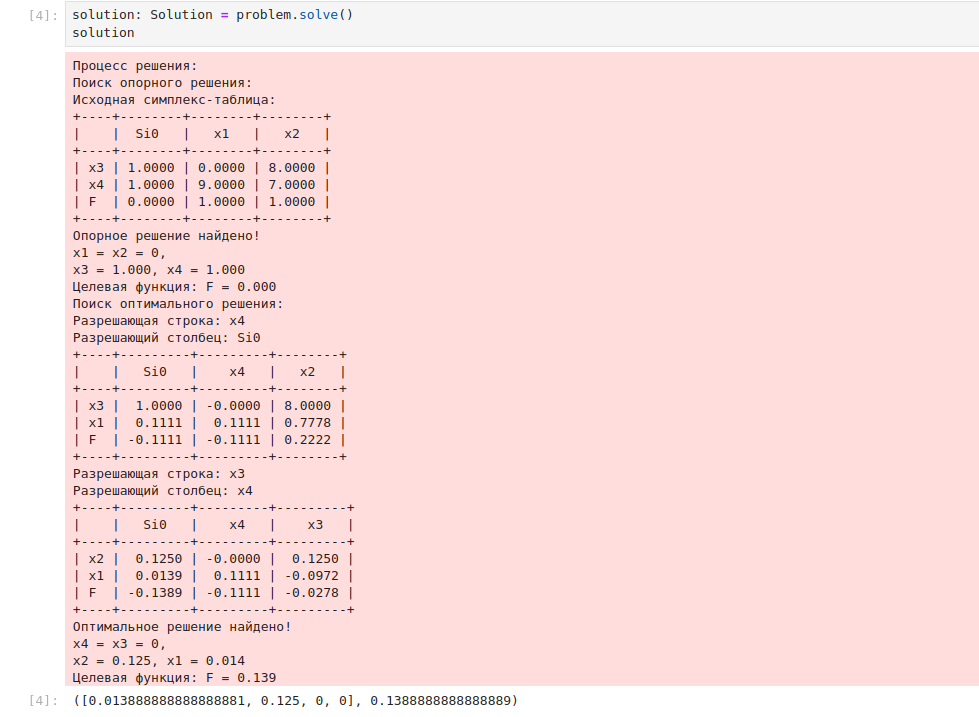 [4]: solution: Solution = problem.solve()
solution
Процесс решения:
Поиск опорного решения:
Исходная симплекс-таблица:
+----+--------+--------+--------+
|    |  Si0   |   x1   |   x2   |
+----+--------+--------+--------+
| x3 | 1.0000 | 0.0000 | 8.0000 |
| x4 | 1.0000 | 9.0000 | 7.0000 |
| F  | 0.0000 | 1.0000 | 1.0000 |
+----+--------+--------+--------+
Опорное решение найдено!
x1 = x2 = 0,
x3 = 1.000, x4 = 1.000
Целевая функция: F = 0.000
Поиск оптимального решения:
Разрешающая строка: x4
Разрешающий столбец: Si0
+----+---------+---------+--------+
|    |   Si0   |    x4   |   x2   |
+----+---------+---------+--------+
| x3 |  1.0000 | -0.0000 | 8.0000 |
| x1 |  0.1111 |  0.1111 | 0.7778 |
| F  | -0.1111 | -0.1111 | 0.2222 |
+----+---------+---------+--------+
Разрешающая строка: x3
Разрешающий столбец: x4
+----+---------+---------+---------+
|    |   Si0   |    x4   |    x3   |
+----+---------+---------+---------+
| x2 |  0.1250 | -0.0000 |  0.1250 |
| x1 |  0.0139 |  0.1111 | -0.0972 |
| F  | -0.1389 | -0.1111 | -0.0278 |
+----+---------+---------+---------+
Оптимальное решение найдено!
x4 = x3 = 0,
x2 = 0.125, x1 = 0.014
Целевая функция: F = 0.139
[4]: ([0.013888888888888881, 0.125, 0, 0], 0.1388888888888889)